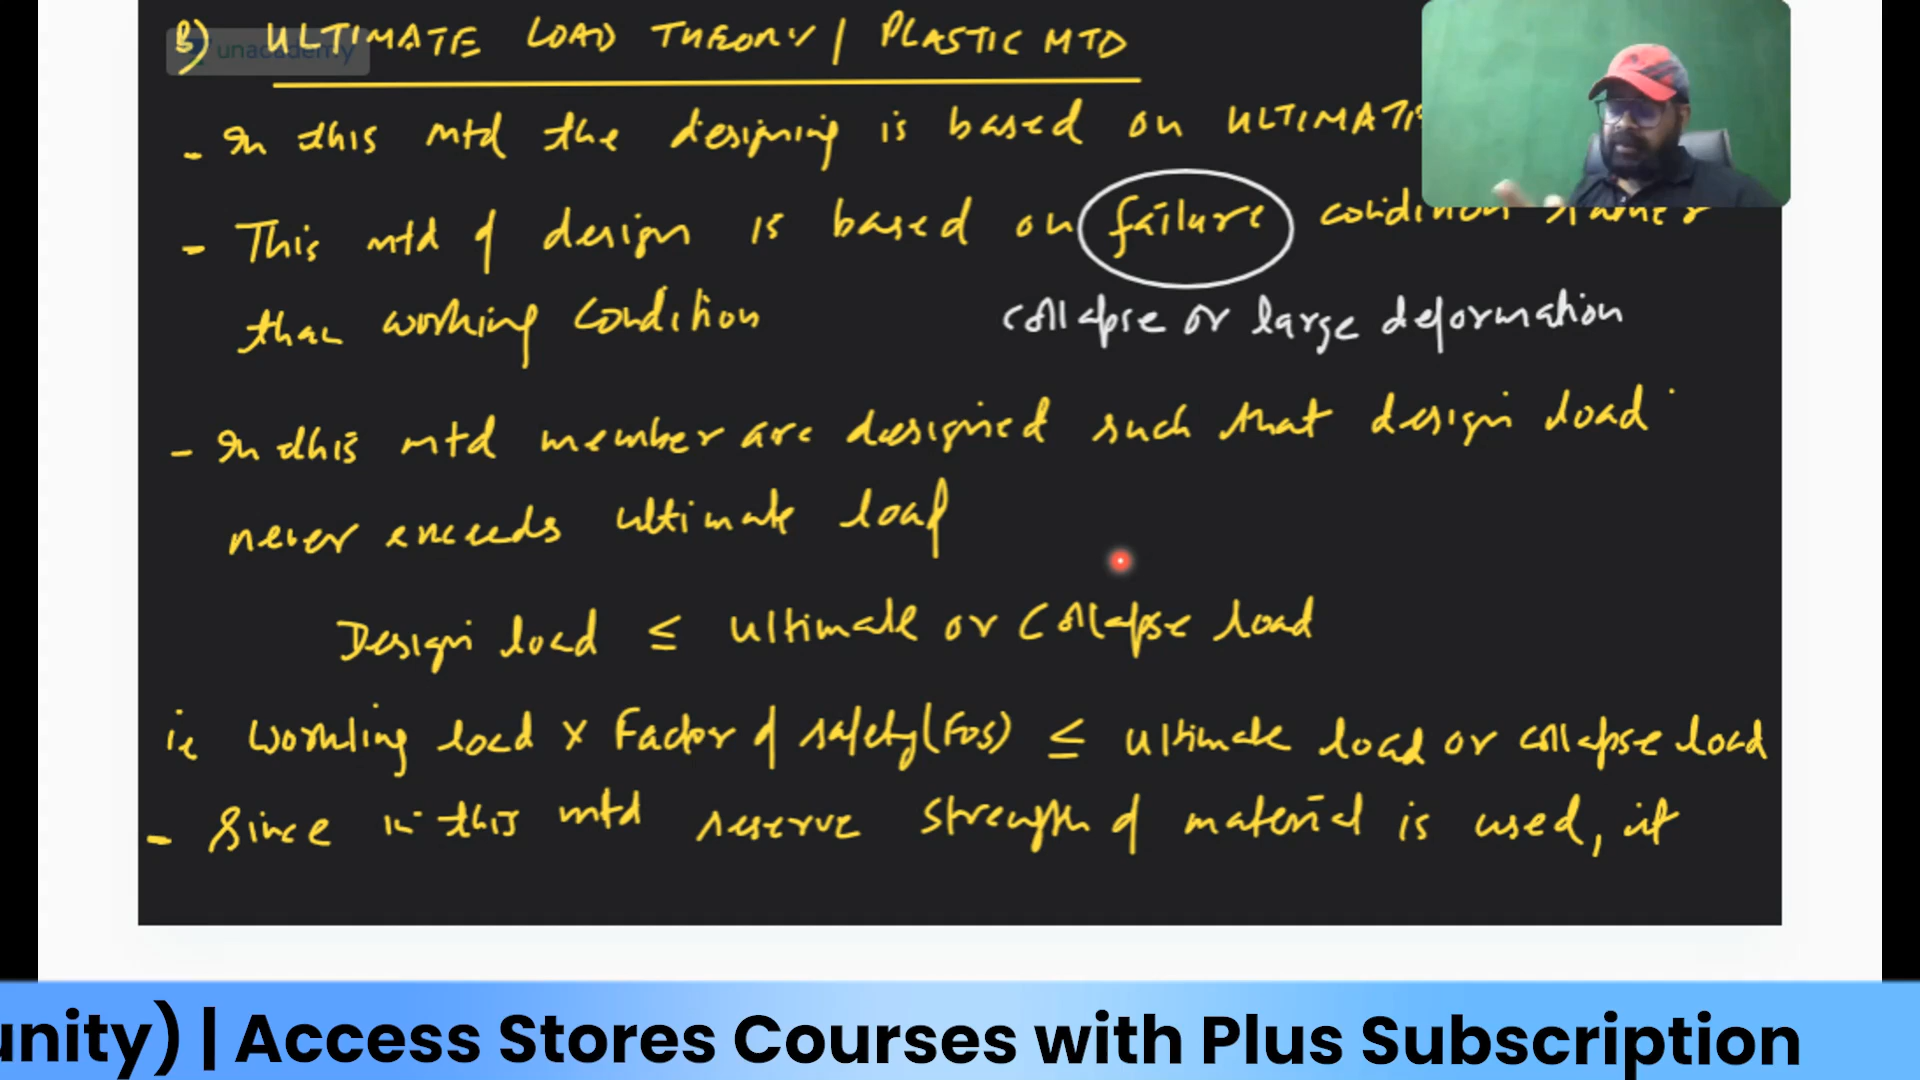 B) ULTIMATE LOAD THEORY / PLASTIC MTD
unacademy
- In this mtd the designing is based on ULTIMATE
- This mtd of design is based on failure condition rather
than working condition
collapse or large deformation
- In this mtd member are designed such that design load
never exceeds ultimate load
Design load ≤ ultimate or collapse load
ie working load x Factor of safety (FOS) ≤ ultimate load or collapse load
- Since in this mtd reserve strength of material is used, it
unity) | Access Stores Courses with Plus Subscription